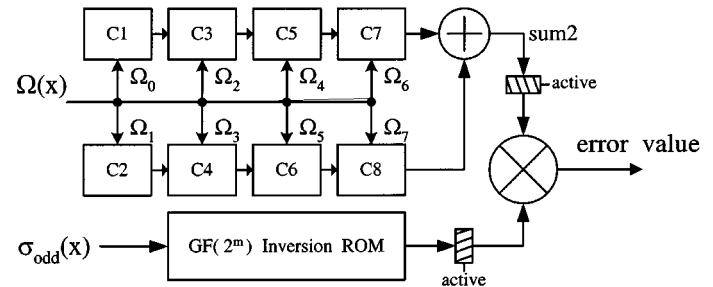 C1 C3 C5 C7
sum2
Ω₀ Ω₂ Ω₄ Ω₆
active
Ω(x)
Ω₁ Ω₃ Ω₅ Ω₇
error value
C2 C4 C6 C8
σodd(x)
GF(2ᵐ) Inversion ROM
active